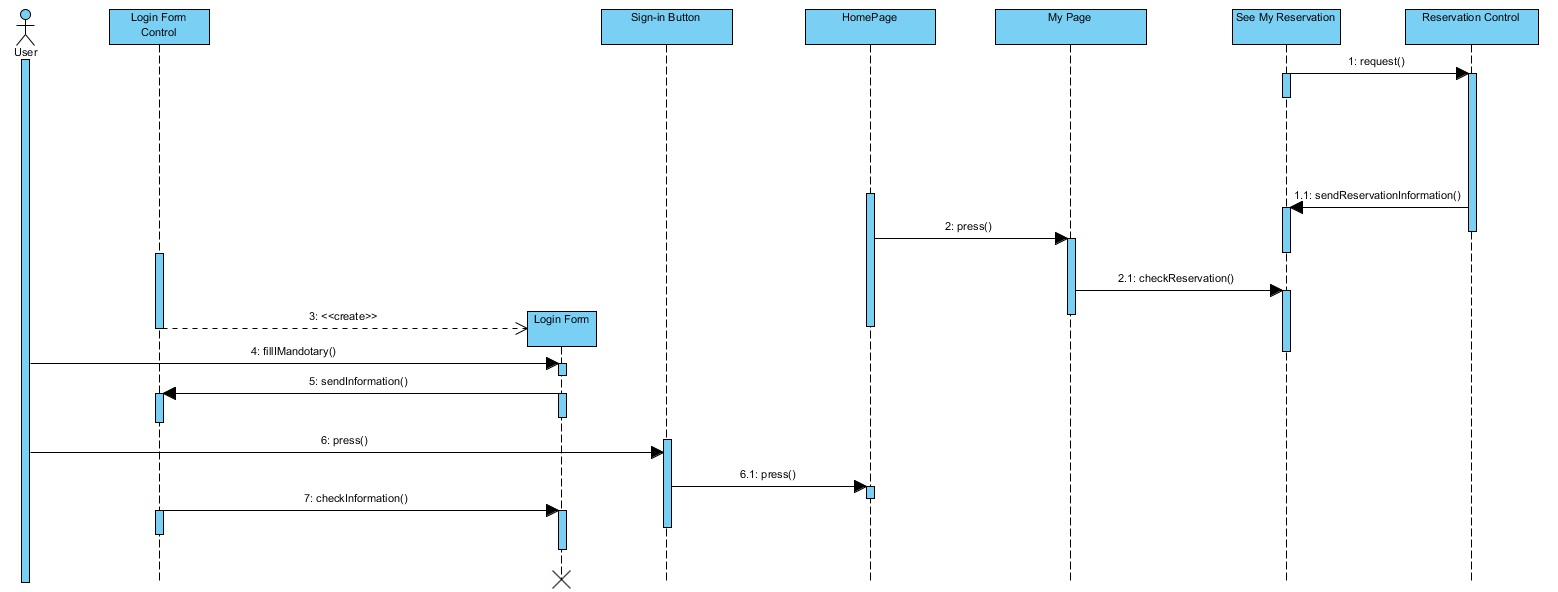 User
Login Form
Control
Sign-in Button
HomePage
My Page
See My Reservation
Reservation Control
1: request()
1.1: sendReservationInformation()
2: press()
2.1: checkReservation()
3: <<create>>
Login Form
4: fillIMandotary()
5: sendInformation()
6: press()
6.1: press()
7: checkInformation()